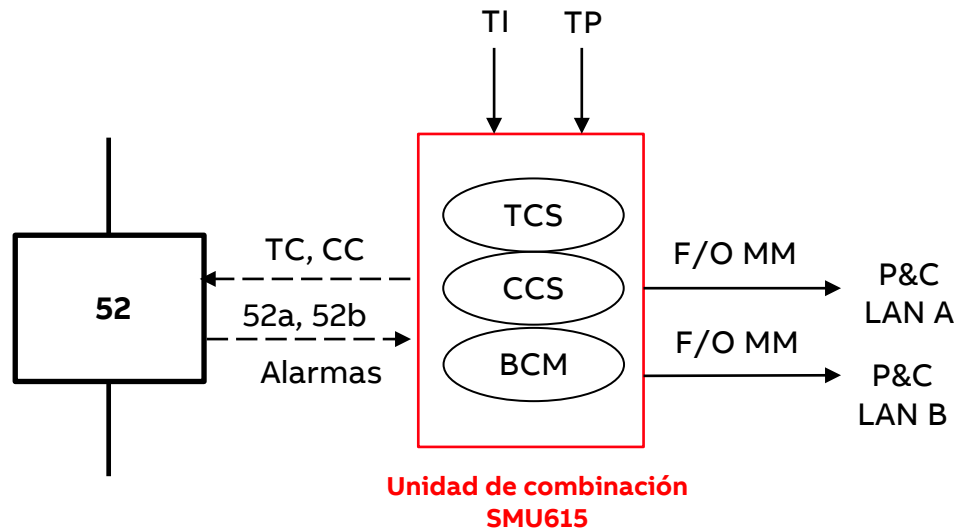 TI
TP
TCS
CCS
BCM
TC, CC
52a, 52b
Alarmas
52
F/O MM
F/O MM
P&C
LAN A
P&C
LAN B
Unidad de combinación
SMU615